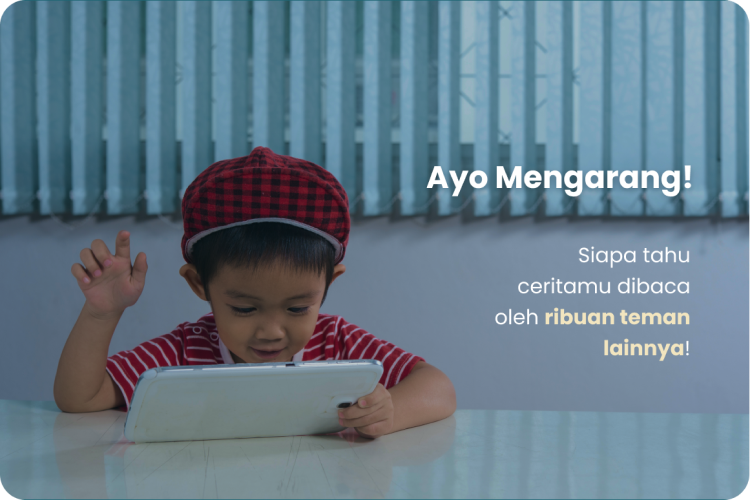 Ayo Mengarang!
Siapa tahu
ceritamu dibaca
oleh ribuan teman
lainnya!